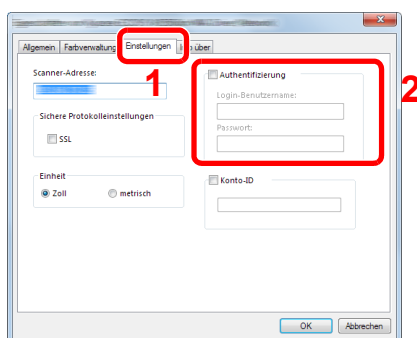 Allgemein Farbverwaltung Einstellungen über
1
2
Scanner-Adresse:
Authentifizierung
Login-Benutzername:
Passwort:
Sichere Protokolleinstellungen
SSL
Einheit
Zoll metrisch
Konto-ID
OK Abbrechen